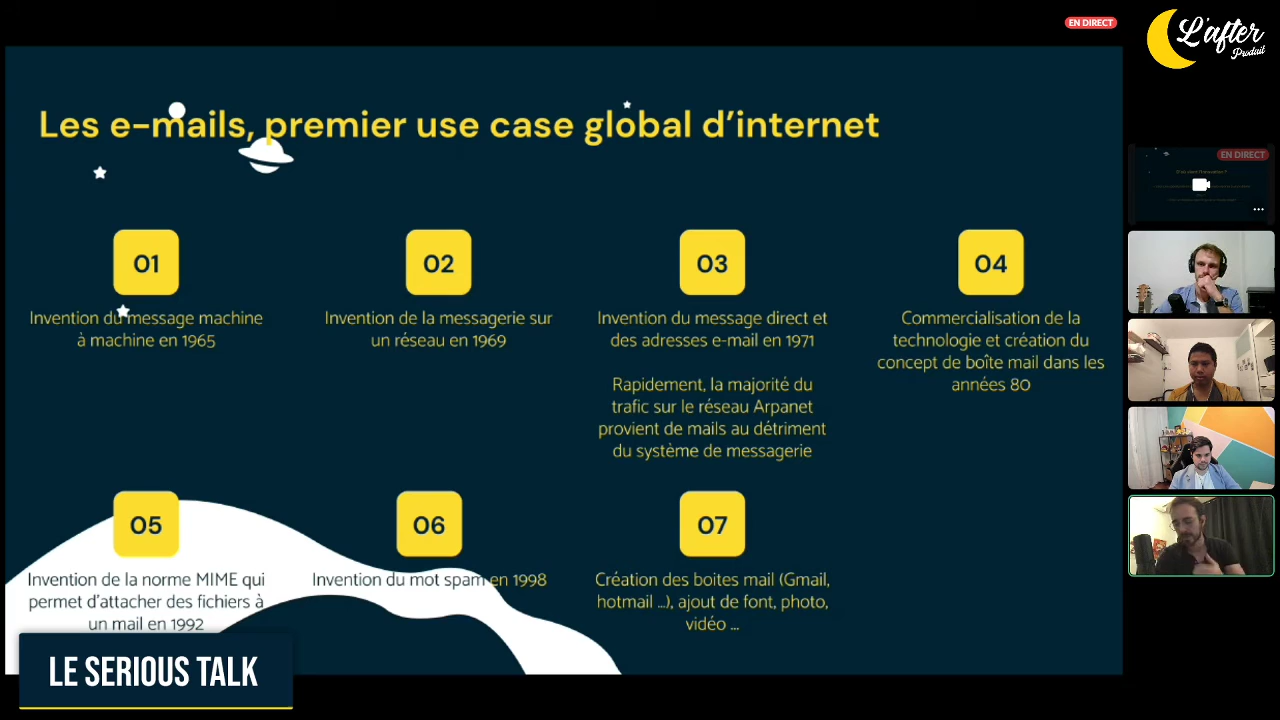 EN DIRECT
L'after
Produit
Les e-mails, premier use case global d'internet
EN DIRECT
01
Invention du message machine
à machine en 1965
02
Invention de la messagerie sur
un réseau en 1969
03
Invention du message direct et
des adresses e-mail en 1971
Rapidement, la majorité du
trafic sur le réseau Arpanet
provient de mails au détriment
du système de messagerie
04
Commercialisation de la
technologie et création du
concept de boîte mail dans les
années 80
05
Invention de la norme MIME qui
permet d'attacher des fichiers à
un mail en 1992
06
Invention du mot spam en 1998
07
Création des boites mail (Gmail,
hotmail ...), ajout de font, photo,
vidéo ...
LE SERIOUS TALK